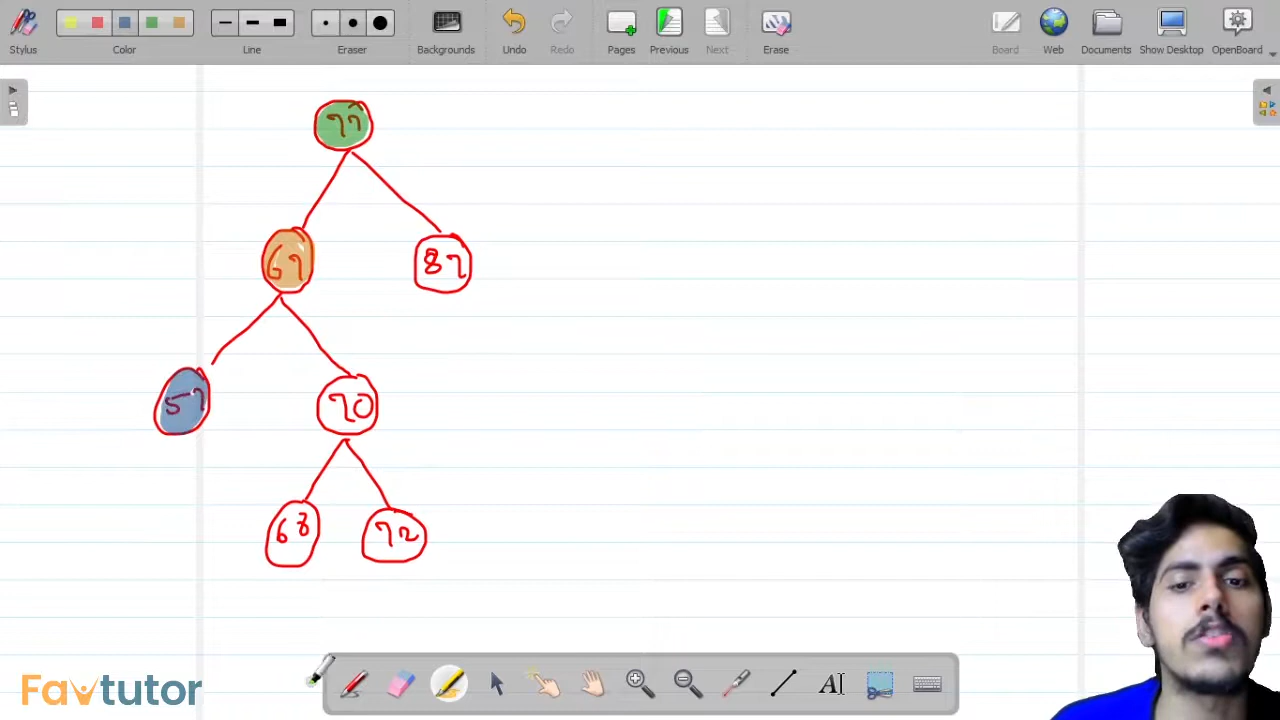 Stylus Color Line Eraser Backgrounds Undo Redo Pages Previous Next Erase Board Web Documents Show Desktop OpenBoard
77
67 87
57 70
68 72
Favtutor
A